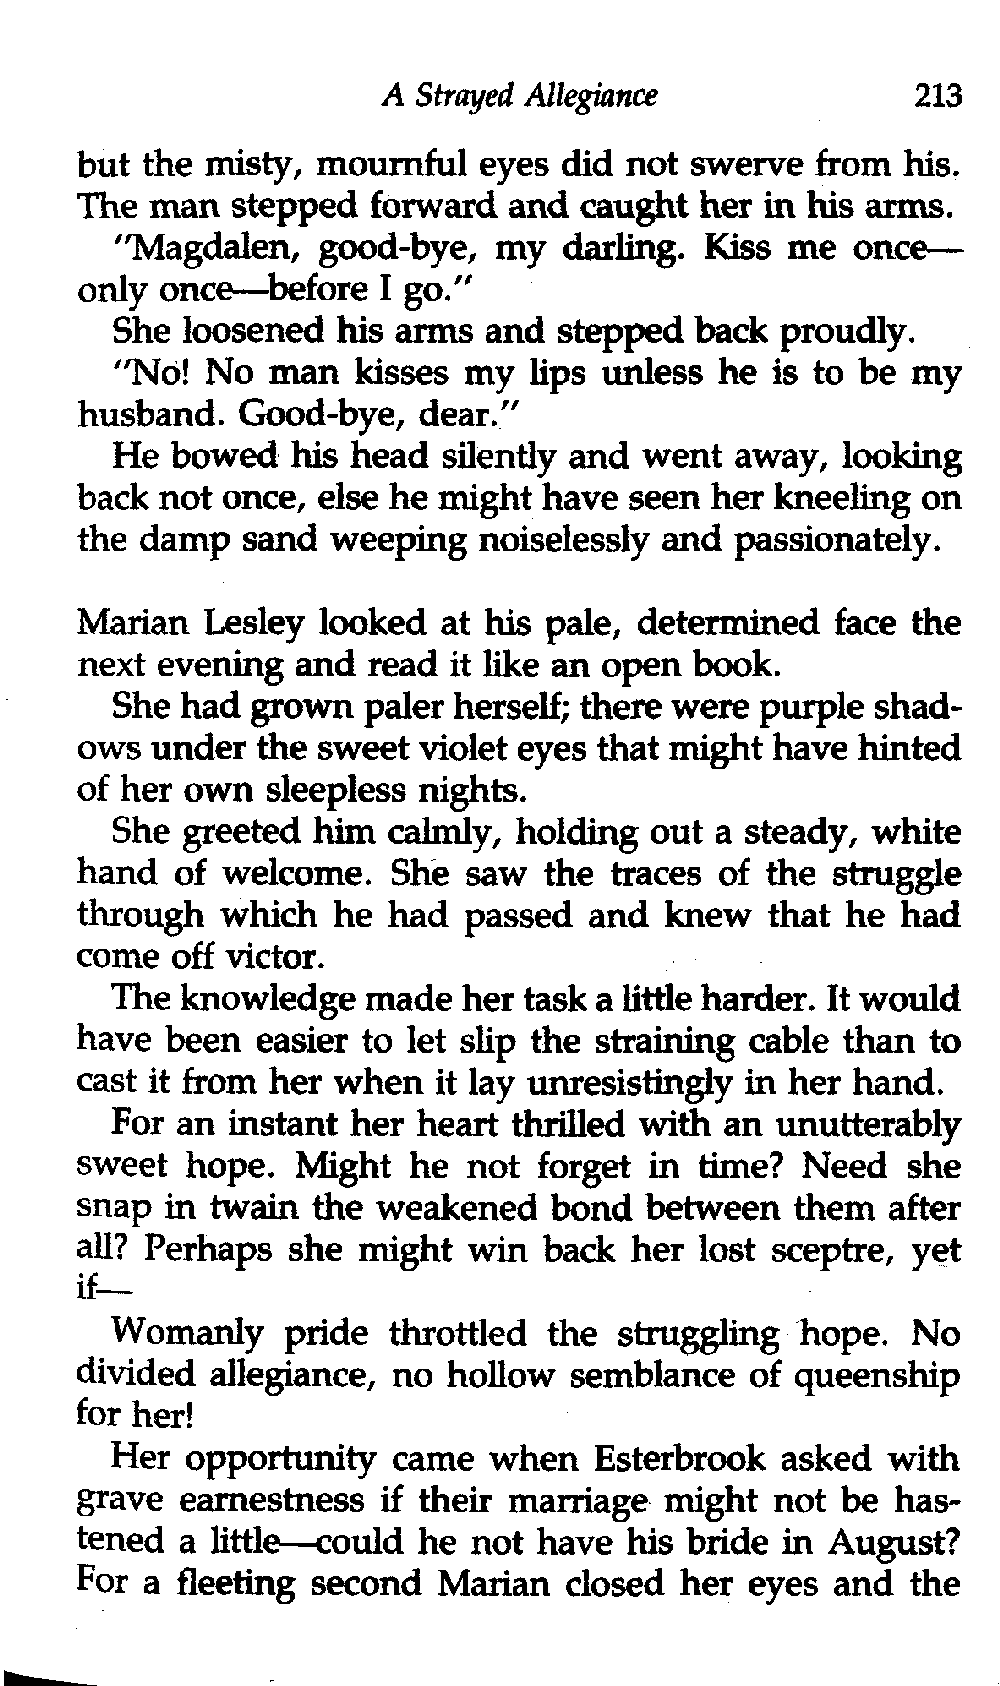 A Strayed Allegiance 213
but the misty, mournful eyes did not swerve from his.
The man stepped forward and caught her in his arms.
"Magdalen, good-bye, my darling. Kiss me once—
only once—before I go."
She loosened his arms and stepped back proudly.
"No! No man kisses my lips unless he is to be my
husband. Good-bye, dear."
He bowed his head silently and went away, looking
back not once, else he might have seen her kneeling on
the damp sand weeping noiselessly and passionately.
Marian Lesley looked at his pale, determined face the
next evening and read it like an open book.
She had grown paler herself; there were purple shad-
ows under the sweet violet eyes that might have hinted
of her own sleepless nights.
She greeted him calmly, holding out a steady, white
hand of welcome. She saw the traces of the struggle
through which he had passed and knew that he had
come off victor.
The knowledge made her task a little harder. It would
have been easier to let slip the straining cable than to
cast it from her when it lay unresistingly in her hand.
For an instant her heart thrilled with an unutterably
sweet hope. Might he not forget in time? Need she
snap in twain the weakened bond between them after
all? Perhaps she might win back her lost sceptre, yet
if—
Womanly pride throttled the struggling hope. No
divided allegiance, no hollow semblance of queenship
for her!
Her opportunity came when Esterbrook asked with
grave earnestness if their marriage might not be has-
tened a little—could he not have his bride in August?
For a fleeting second Marian closed her eyes and the